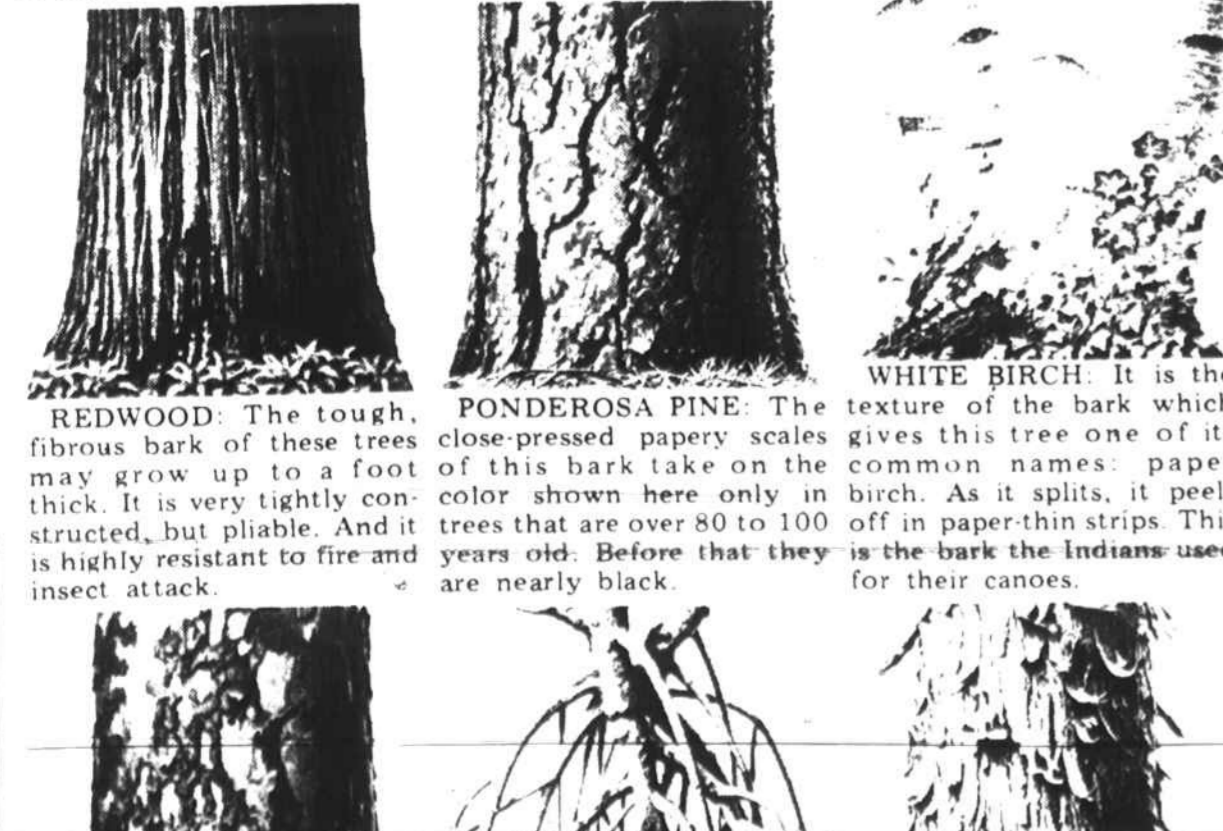 REDWOOD: The tough,
fibrous bark of these trees
may grow up to a foot
thick. It is very tightly con-
structed, but pliable. And it
is highly resistant to fire and
insect attack.
PONDEROSA PINE: The
close-pressed papery scales
of this bark take on the
color shown here only in
trees that are over 80 to 100
years old. Before that they
are nearly black.
WHITE BIRCH: It is the
texture of the bark which
gives this tree one of it
common names: pape
birch. As it splits, it peel
off in paper-thin strips. Thi
is the bark the Indians used
for their canoes.